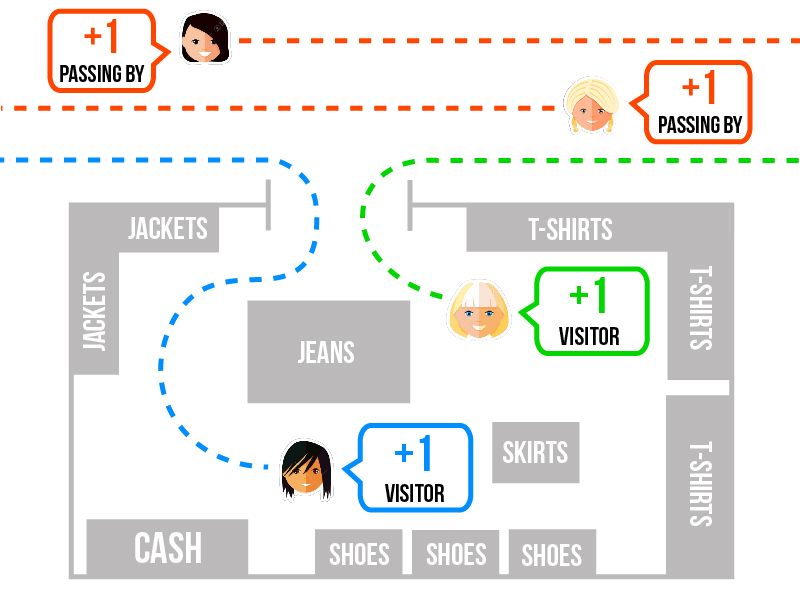 +1
PASSING BY
+1
PASSING BY
JACKETS
T-SHIRTS
JACKETS
T-SHIRTS
+1
VISITOR
JEANS
+1
VISITOR
SKIRTS
T-SHIRTS
CASH
SHOES
SHOES
SHOES